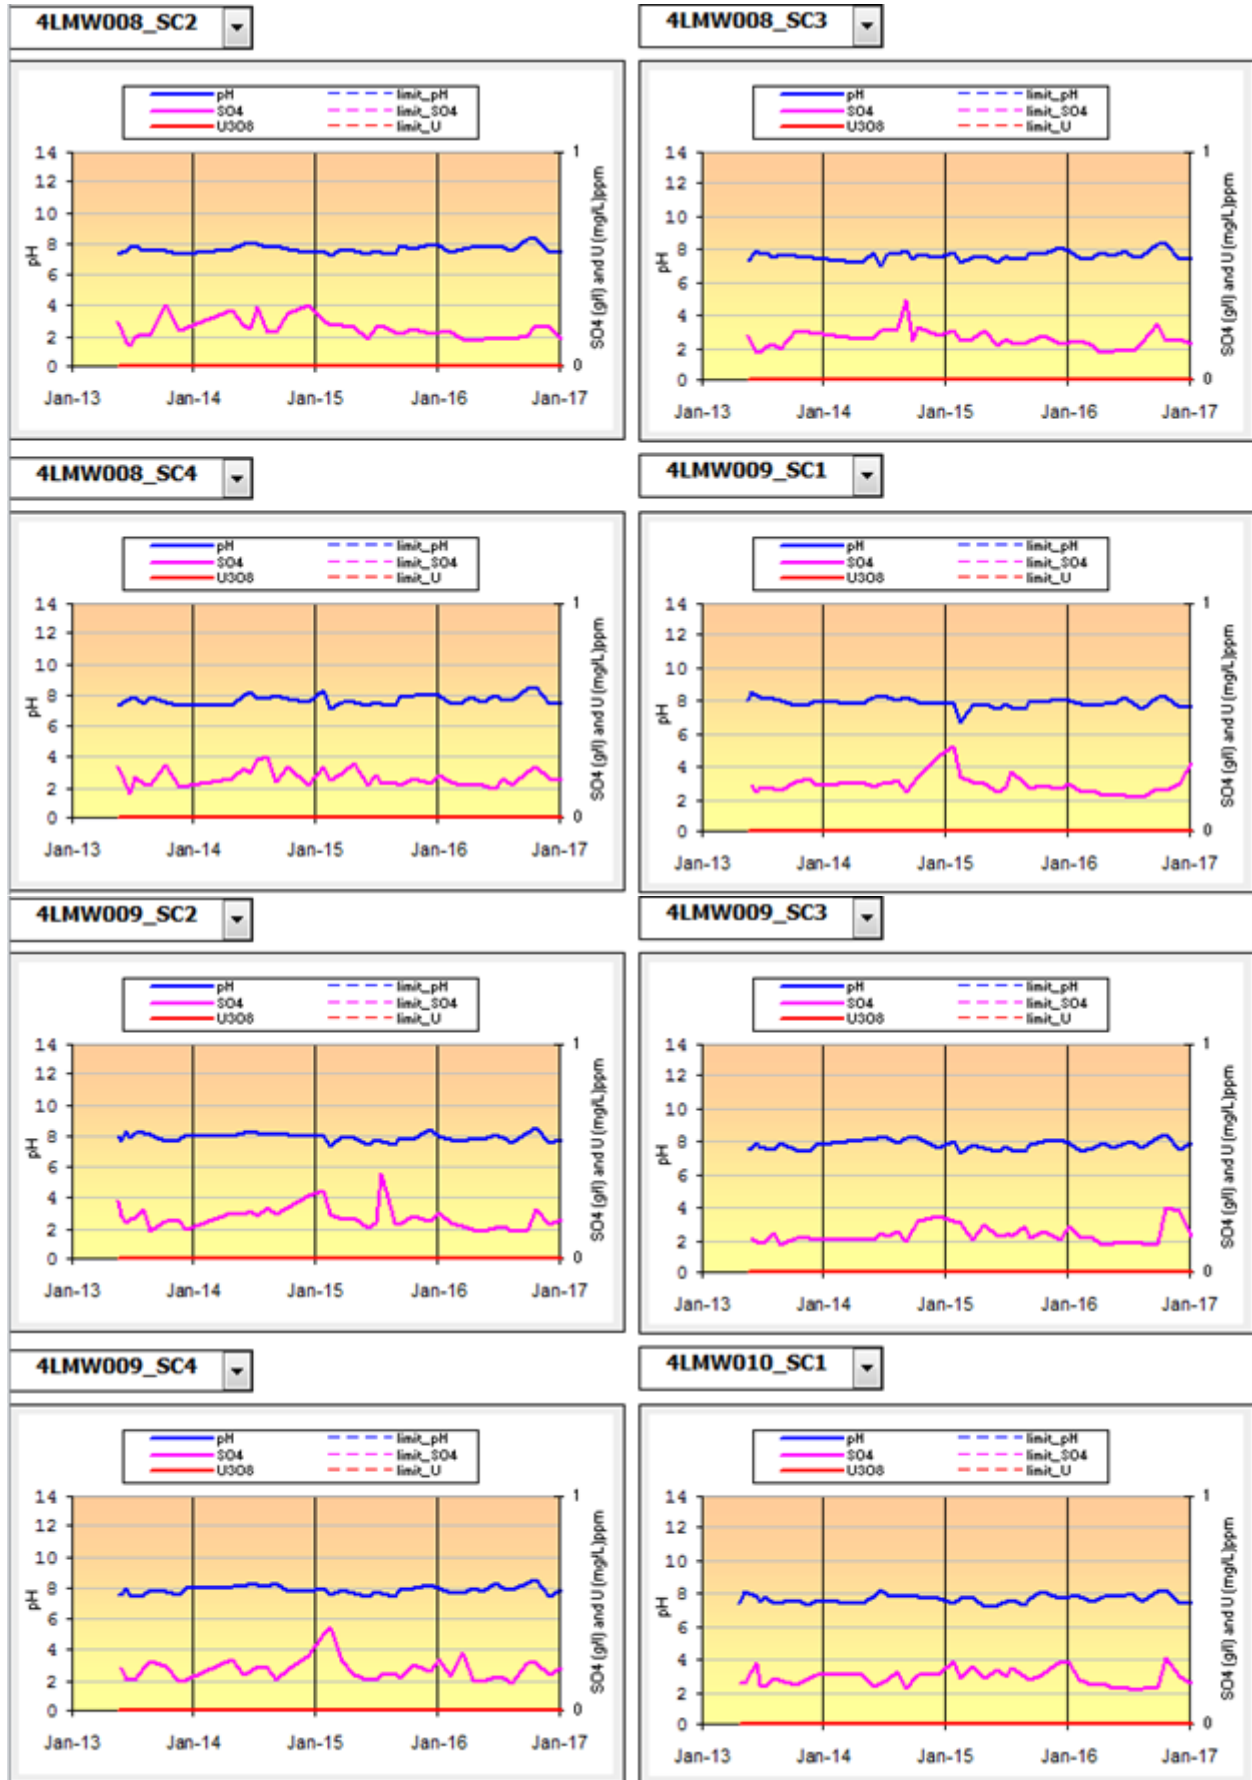 4LMW008_SC2
pH limit_pH
SO4 limit_SO4
U3O8 limit_U
14 1
12
10
8
6
4
2
0 0
pH
SO4 (g/l) and U (mg/L)ppm
Jan-13 Jan-14 Jan-15 Jan-16 Jan-17
4LMW008_SC3
pH limit_pH
SO4 limit_SO4
U3O8 limit_U
14 1
12
10
8
6
4
2
0 0
pH
SO4 (g/l) and U (mg/L)ppm
Jan-13 Jan-14 Jan-15 Jan-16 Jan-17
4LMW008_SC4
pH limit_pH
SO4 limit_SO4
U3O8 limit_U
14 1
12
10
8
6
4
2
0 0
pH
SO4 (g/l) and U (mg/L)ppm
Jan-13 Jan-14 Jan-15 Jan-16 Jan-17
4LMW009_SC1
pH limit_pH
SO4 limit_SO4
U3O8 limit_U
14 1
12
10
8
6
4
2
0 0
pH
SO4 (g/l) and U (mg/L)ppm
Jan-13 Jan-14 Jan-15 Jan-16 Jan-17
4LMW009_SC2
pH limit_pH
SO4 limit_SO4
U3O8 limit_U
14 1
12
10
8
6
4
2
0 0
pH
SO4 (g/l) and U (mg/L)ppm
Jan-13 Jan-14 Jan-15 Jan-16 Jan-17
4LMW009_SC3
pH limit_pH
SO4 limit_SO4
U3O8 limit_U
14 1
12
10
8
6
4
2
0 0
pH
SO4 (g/l) and U (mg/L)ppm
Jan-13 Jan-14 Jan-15 Jan-16 Jan-17
4LMW009_SC4
pH limit_pH
SO4 limit_SO4
U3O8 limit_U
14 1
12
10
8
6
4
2
0 0
pH
SO4 (g/l) and U (mg/L)ppm
Jan-13 Jan-14 Jan-15 Jan-16 Jan-17
4LMW010_SC1
pH limit_pH
SO4 limit_SO4
U3O8 limit_U
14 1
12
10
8
6
4
2
0 0
pH
SO4 (g/l) and U (mg/L)ppm
Jan-13 Jan-14 Jan-15 Jan-16 Jan-17